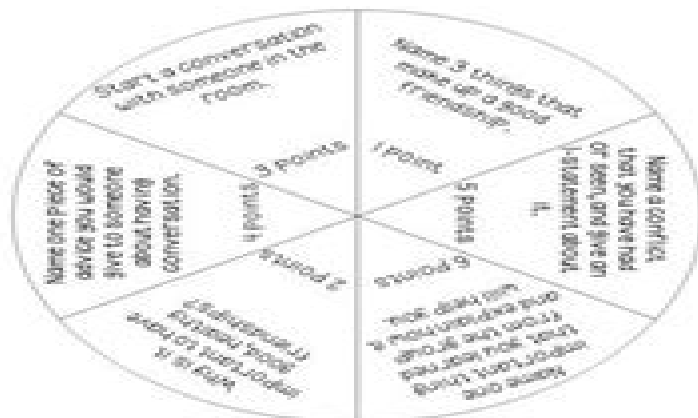 Start a conversation
with someone in the
room.
3 Points
Name 3 things that
make up a good
friendship.
1 Point
Name a conflict
that you have had
or seen, and give an
I-statement about
it.
5 Points
Name one
important thing
that you learned
from the group
and explain how it
will help you.
6 Points
Why is it
important to have
good healthy
friendships?
2 Points
Name one Piece of
advice you would
give to someone
about having
conversation.
4 Points